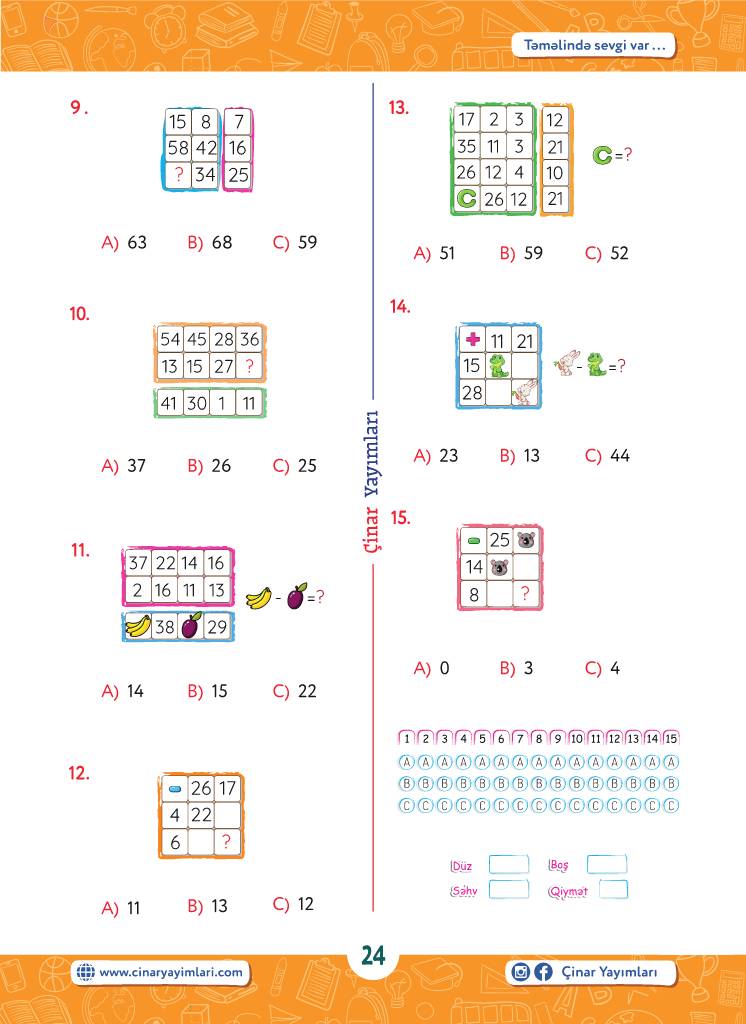 Təməlində sevgi var ...
9.
15 8 7
58 42 16
? 34 25
A) 63 B) 68 C) 59
10.
54 45 28 36
13 15 27 ?
41 30 1 11
A) 37 B) 26 C) 25
11.
37 22 14 16
2 16 11 13
38 29
- =?
A) 14 B) 15 C) 22
12.
- 26 17
4 22
6 ?
A) 11 B) 13 C) 12
Çinar Yayımları
13.
17 2 3 12
35 11 3 21
26 12 4 10
C 26 12 21
C =?
A) 51 B) 59 C) 52
14.
+ 11 21
15
28
- =?
A) 23 B) 13 C) 44
15.
- 25
14
8 ?
A) 0 B) 3 C) 4
1 2 3 4 5 6 7 8 9 10 11 12 13 14 15
A A A A A A A A A A A A A A A
B B B B B B B B B B B B B B B
C C C C C C C C C C C C C C C
Düz Boş
Səhv Qiymət
www.cinaryayimlari.com
24
Çinar Yayımları